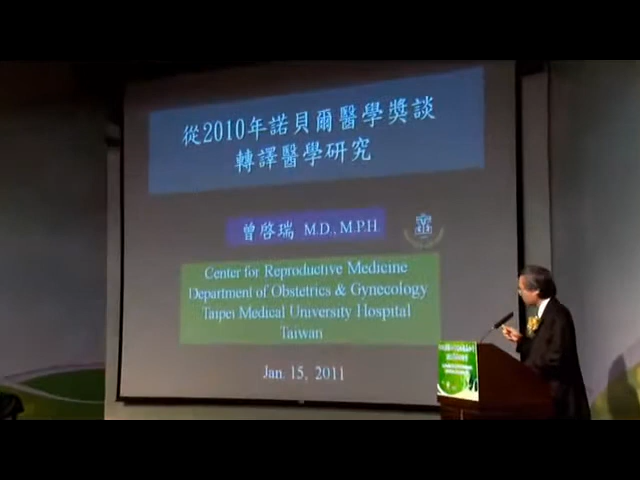 從2010年諾貝爾醫學獎談
轉譯醫學研究
曾啓瑞 M.D., M.P.H.
Center for Reproductive Medicine
Department of Obstetrics & Gynecology
Taipei Medical University Hospital
Taiwan
Jan. 15, 2011